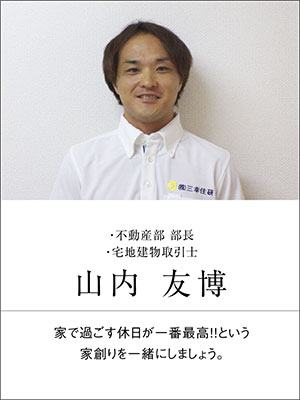 ㈱三幸住研
・不動産部 部長
・宅地建物取引士
山内 友博
家で過ごす休日が一番最高!!という
家創りを一緒にしましょう。